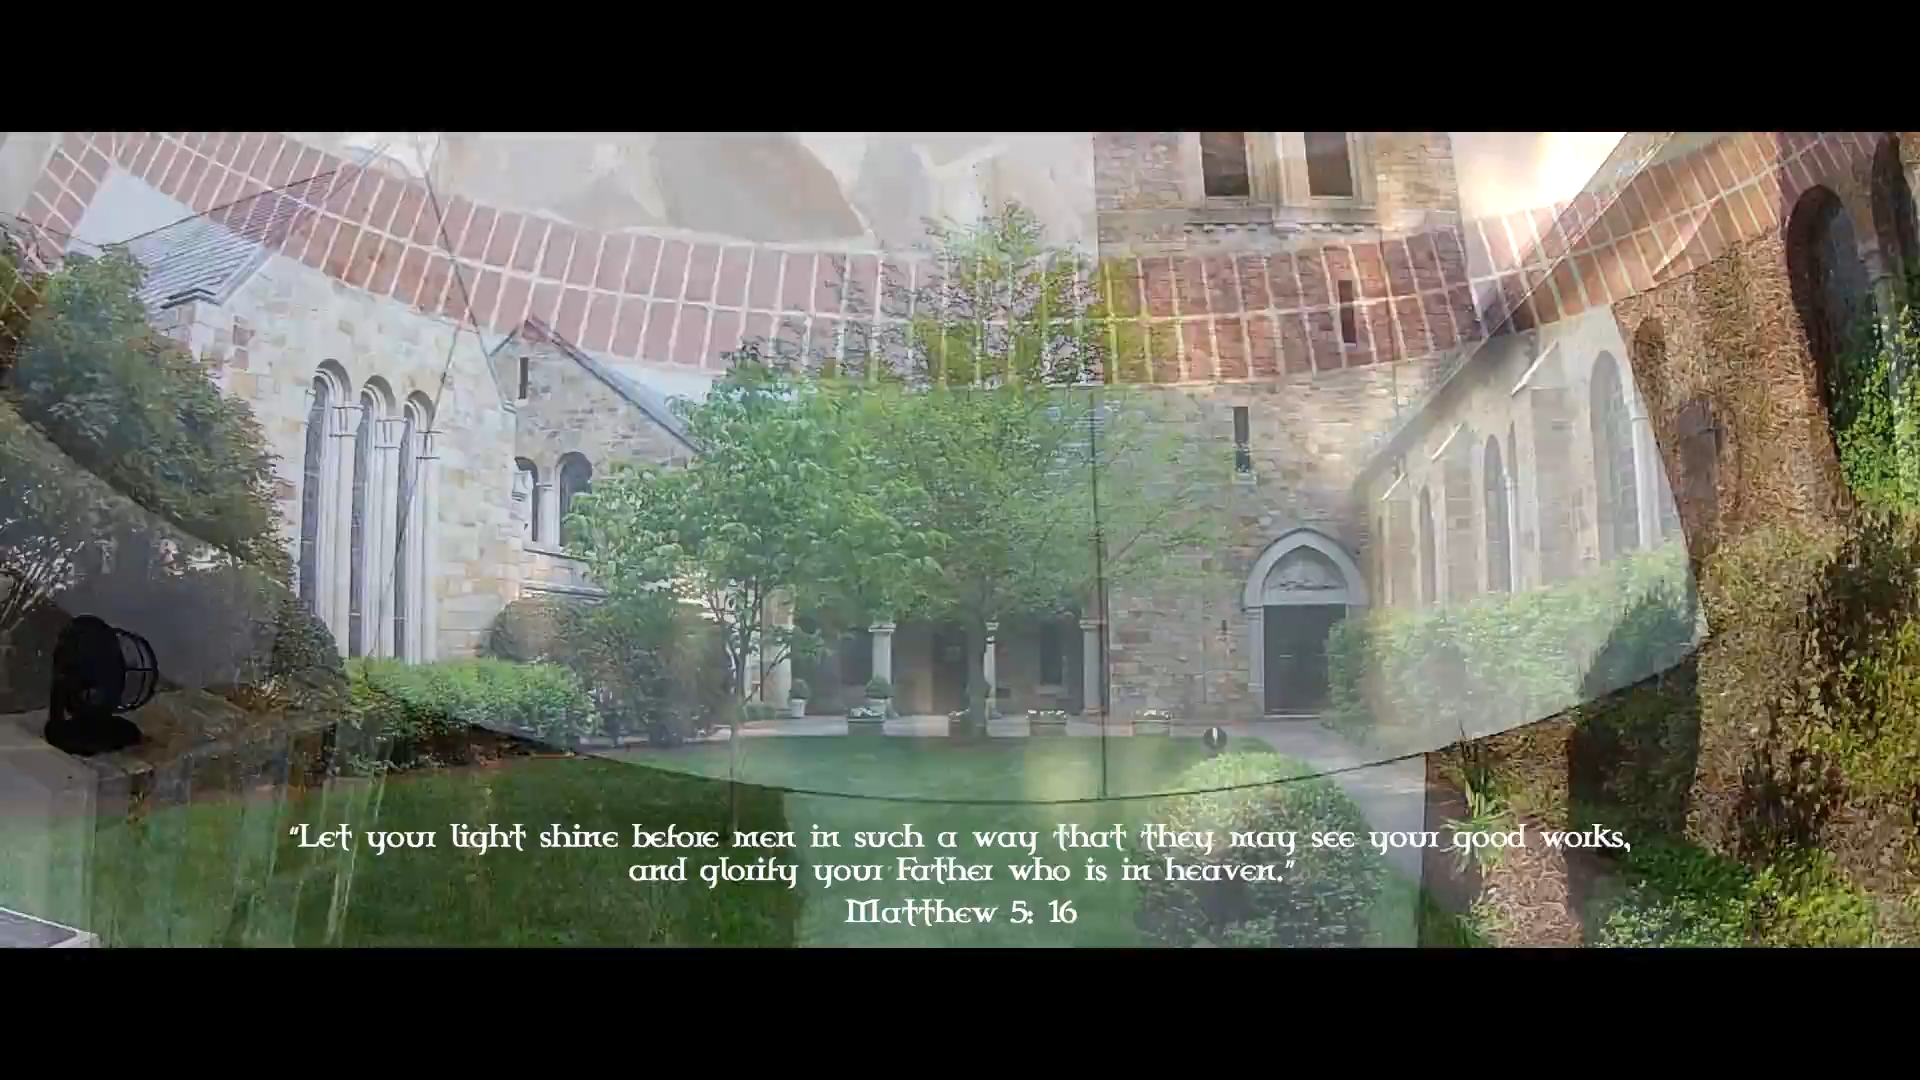 "Let your light shine before men in such a way that they may see your good works,
and glorify your Father who is in heaven."
Matthew 5: 16